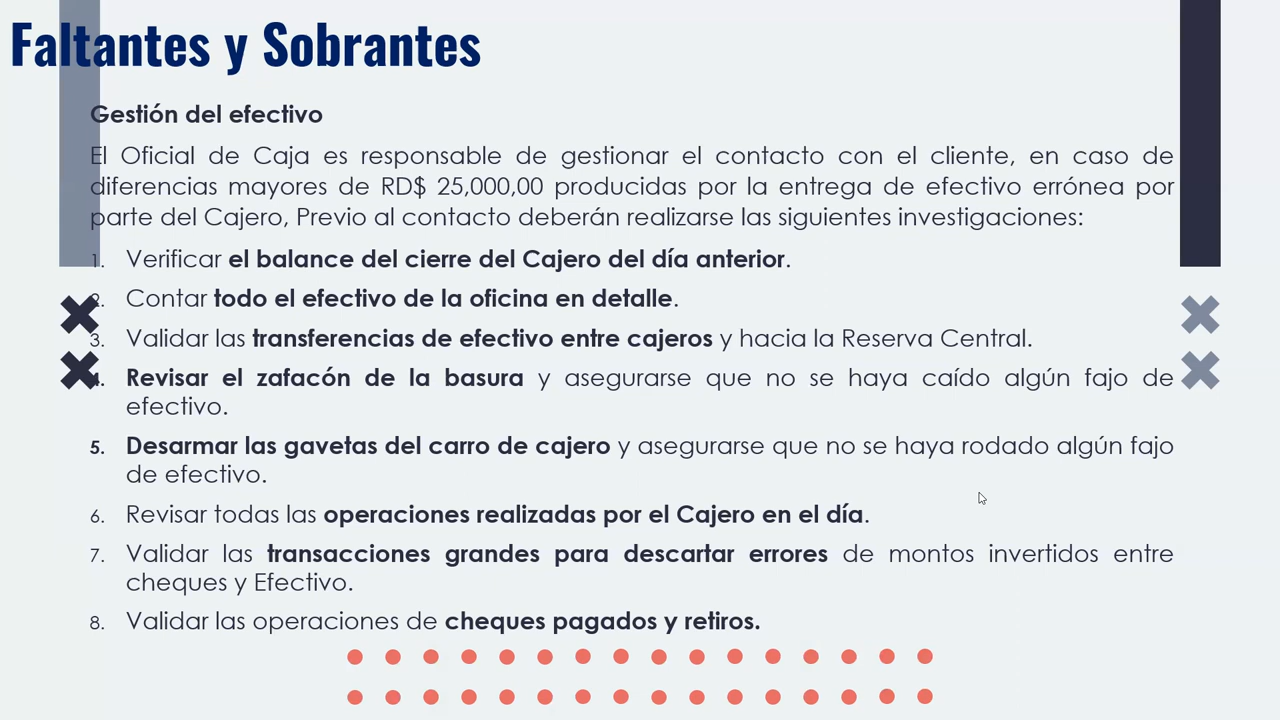 Faltantes y Sobrantes
Gestión del efectivo
El Oficial de Caja es responsable de gestionar el contacto con el cliente, en caso de
diferencias mayores de RD$ 25,000,00 producidas por la entrega de efectivo errónea por
parte del Cajero, Previo al contacto deberán realizarse las siguientes investigaciones:
1. Verificar el balance del cierre del Cajero del día anterior.
2. Contar todo el efectivo de la oficina en detalle.
3. Validar las transferencias de efectivo entre cajeros y hacia la Reserva Central.
4. Revisar el zafacón de la basura y asegurarse que no se haya caído algún fajo de
efectivo.
5. Desarmar las gavetas del carro de cajero y asegurarse que no se haya rodado algún fajo
de efectivo.
6. Revisar todas las operaciones realizadas por el Cajero en el día.
7. Validar las transacciones grandes para descartar errores de montos invertidos entre
cheques y Efectivo.
8. Validar las operaciones de cheques pagados y retiros.